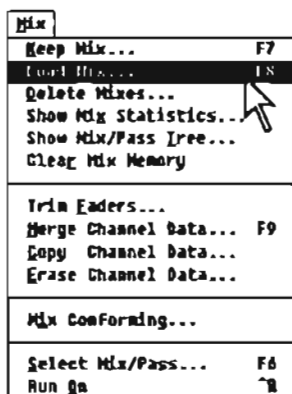 Mix
Keep Mix... F7
Load Mix... F8
Delete Mixes...
Show Mix Statistics...
Show Mix/Pass Tree...
Clear Mix Memory
Trim Faders...
Merge Channel Data... F9
Copy Channel Data...
Erase Channel Data...
Mix Conforming...
Select Mix/Pass... F6
Run On ^R